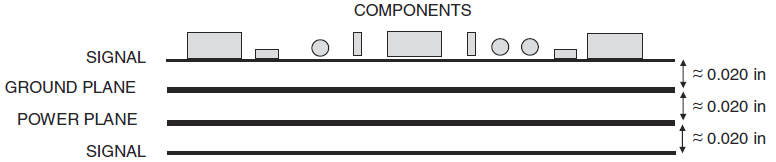 COMPONENTS
SIGNAL
≈ 0.020 in
GROUND PLANE
≈ 0.020 in
POWER PLANE
≈ 0.020 in
SIGNAL